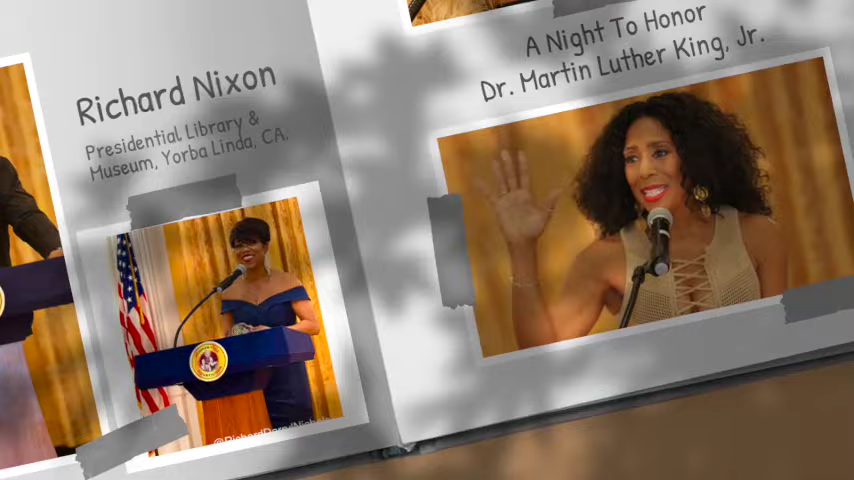 Richard Nixon
Presidential Library &
Museum, Yorba Linda, CA.
A Night To Honor
Dr. Martin Luther King, Jr.